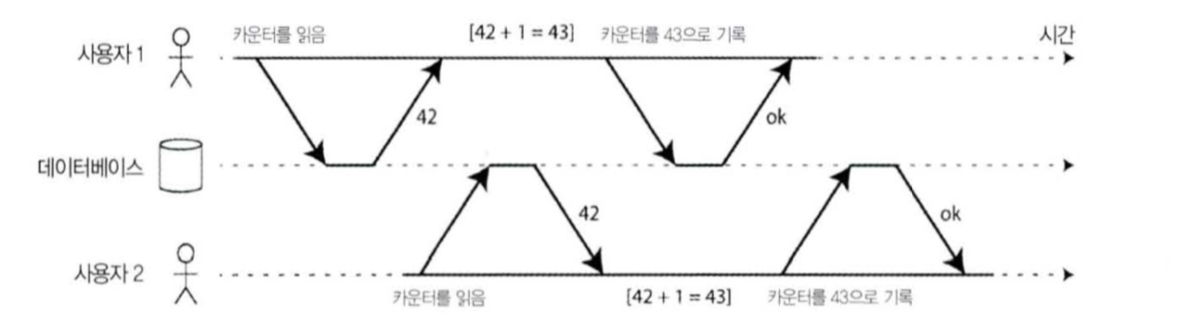 카운터를 읽음 [42 + 1 = 43] 카운터를 43으로 기록 시간
사용자 1
42 ok
데이터베이스
42 ok
사용자 2
카운터를 읽음 [42 + 1 = 43] 카운터를 43으로 기록